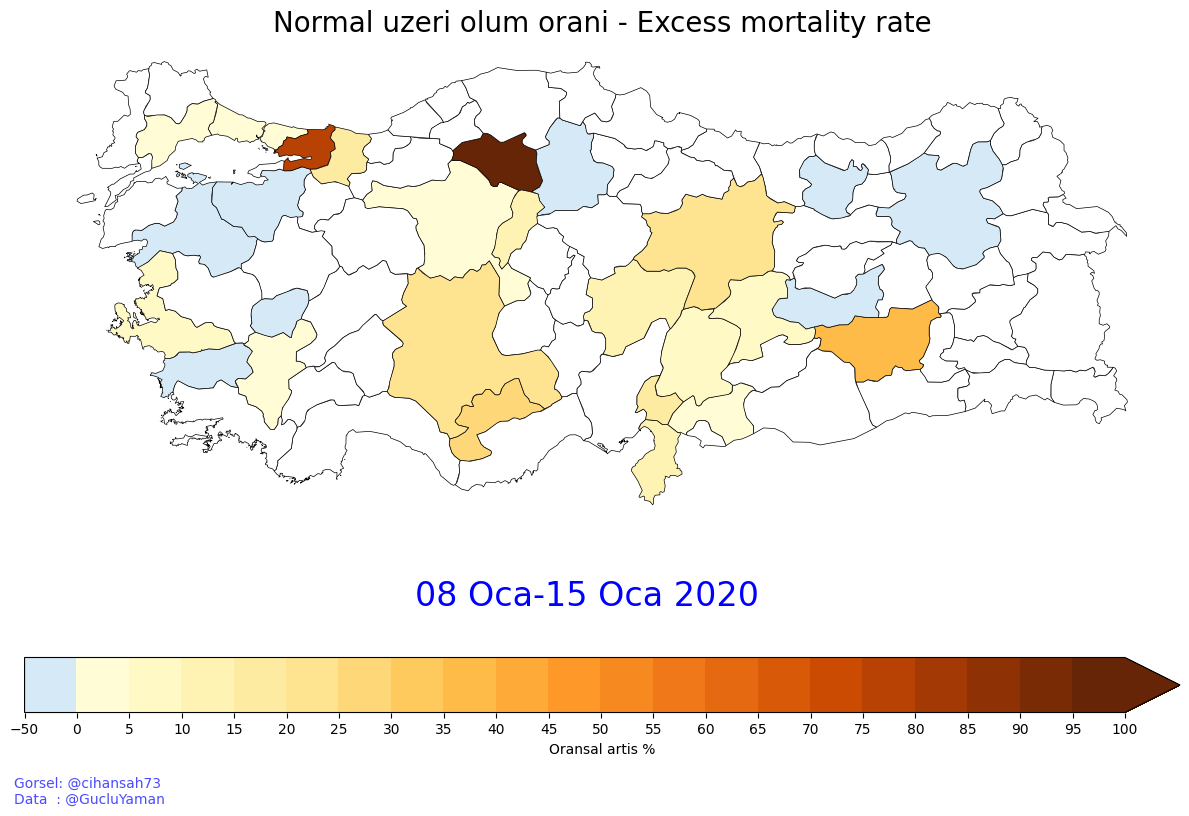 Normal uzeri olum orani - Excess mortality rate
08 Oca-15 Oca 2020
−50 0 5 10 15 20 25 30 35 40 45 50 55 60 65 70 75 80 85 90 95 100
Oransal artis %
Gorsel: @cihansah73
Data  : @GucluYaman